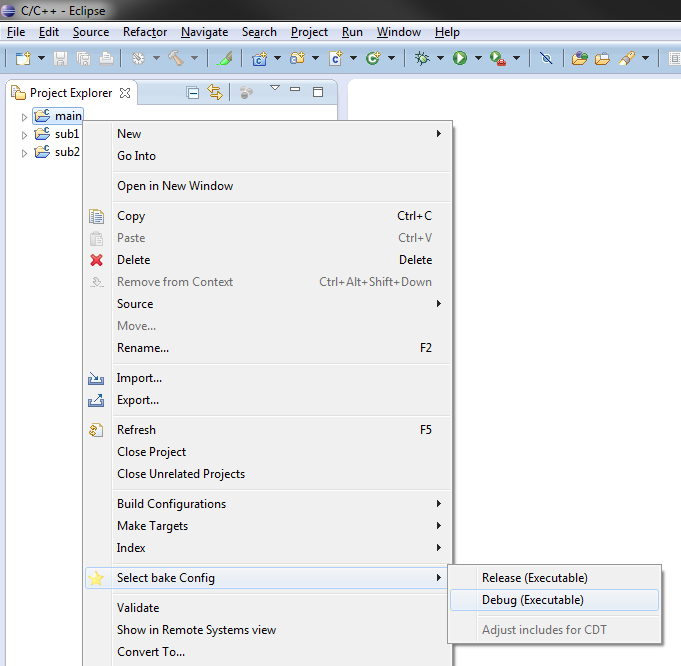 C/C++ - Eclipse
File Edit Source Refactor Navigate Search Project Run Window Help
Project Explorer
main
sub1
sub2
New
Go Into
Open in New Window
Copy Ctrl+C
Paste Ctrl+V
Delete Delete
Remove from Context Ctrl+Alt+Shift+Down
Source
Move...
Rename... F2
Import...
Export...
Refresh F5
Close Project
Close Unrelated Projects
Build Configurations
Make Targets
Index
Select bake Config
Release (Executable)
Debug (Executable)
Adjust includes for CDT
Validate
Show in Remote Systems view
Convert To...